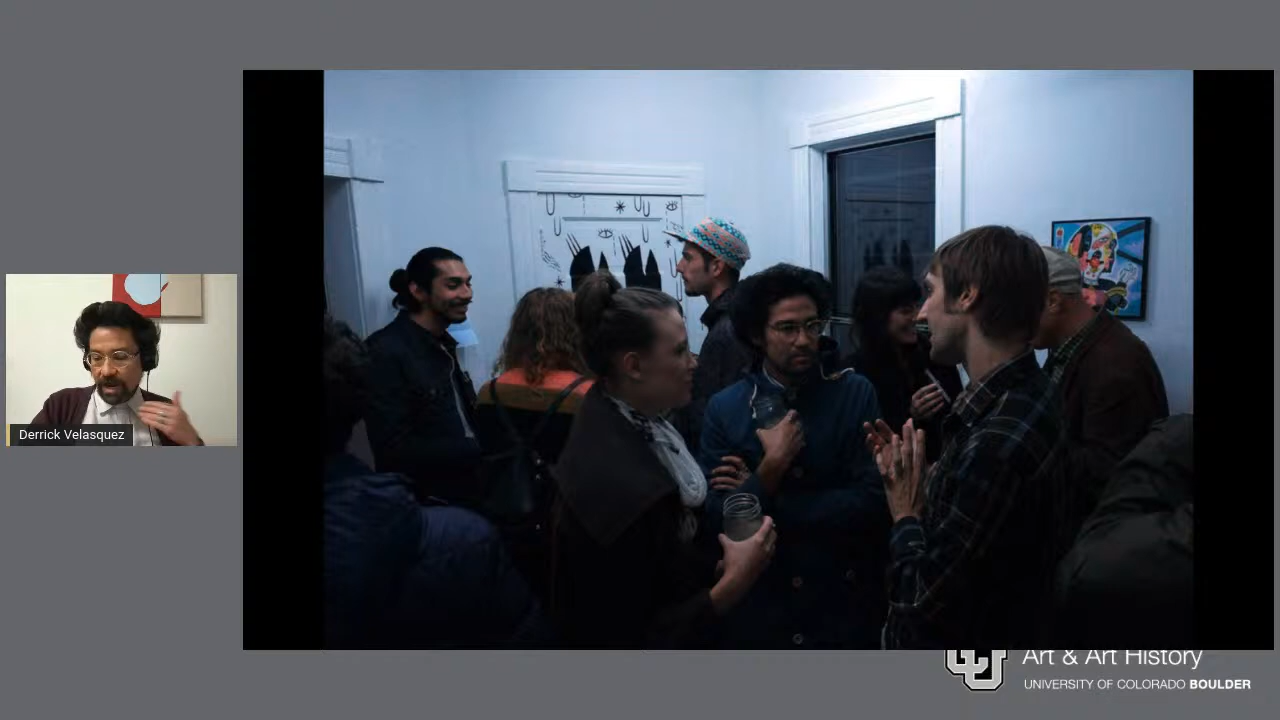 Derrick Velasquez
Art & Art History
UNIVERSITY OF COLORADO BOULDER